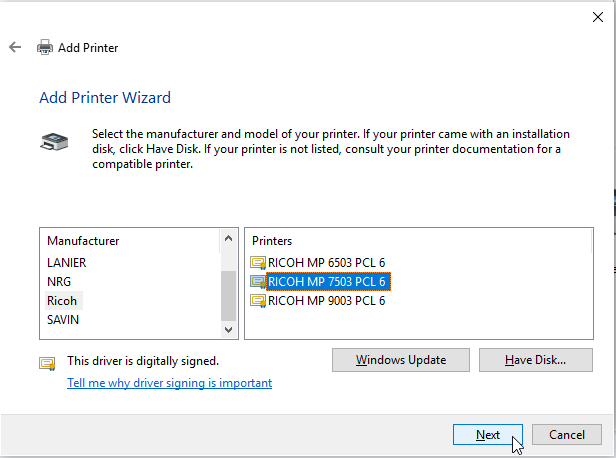 Add Printer
Add Printer Wizard
Select the manufacturer and model of your printer. If your printer came with an installation
disk, click Have Disk. If your printer is not listed, consult your printer documentation for a
compatible printer.
Manufacturer
LANIER
NRG
Ricoh
SAVIN
Printers
RICOH MP 6503 PCL 6
RICOH MP 7503 PCL 6
RICOH MP 9003 PCL 6
This driver is digitally signed.
Tell me why driver signing is important
Windows Update
Have Disk...
Next
Cancel